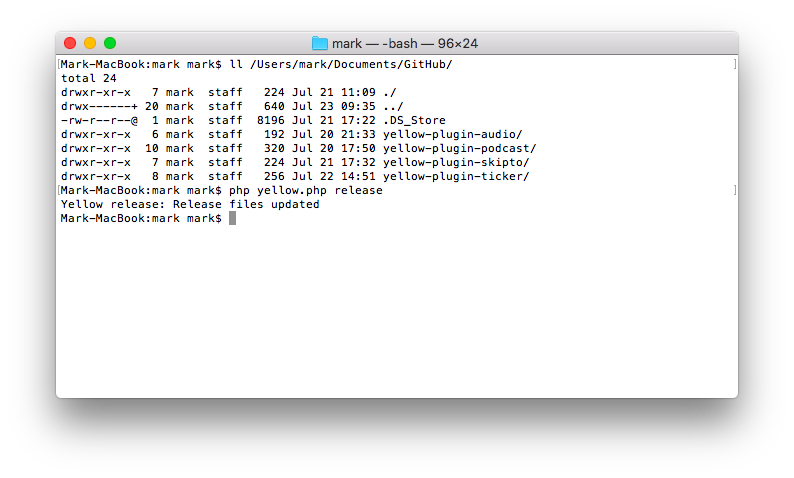 mark — -bash — 96×24
[Mark-MacBook:mark mark$ ll /Users/mark/Documents/GitHub/ ]
total 24
drwxr-xr-x   7 mark  staff   224 Jul 21 11:09 ./
drwx------+ 20 mark  staff   640 Jul 23 09:35 ../
-rw-r--r--@  1 mark  staff  8196 Jul 21 17:22 .DS_Store
drwxr-xr-x   6 mark  staff   192 Jul 20 21:33 yellow-plugin-audio/
drwxr-xr-x  10 mark  staff   320 Jul 20 17:50 yellow-plugin-podcast/
drwxr-xr-x   7 mark  staff   224 Jul 21 17:32 yellow-plugin-skipto/
drwxr-xr-x   8 mark  staff   256 Jul 22 14:51 yellow-plugin-ticker/
[Mark-MacBook:mark mark$ php yellow.php release ]
Yellow release: Release files updated
Mark-MacBook:mark mark$